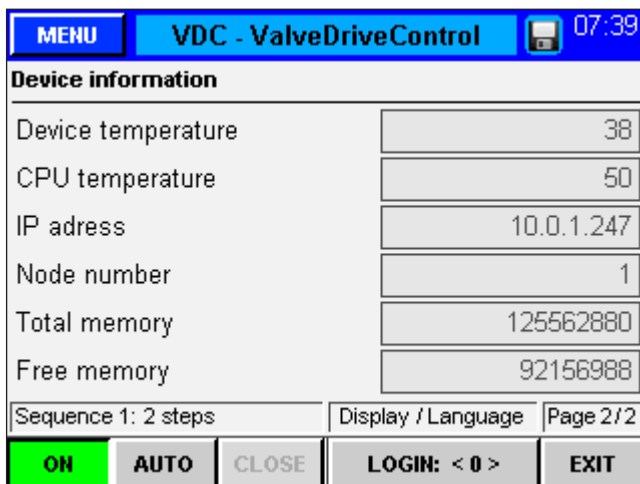 MENU VDC - ValveDriveControl 07:39
Device information
Device temperature 38
CPU temperature 50
IP adress 10.0.1.247
Node number 1
Total memory 125562880
Free memory 92156988
Sequence 1: 2 steps Display / Language Page 2/2
ON AUTO CLOSE LOGIN: < 0 > EXIT